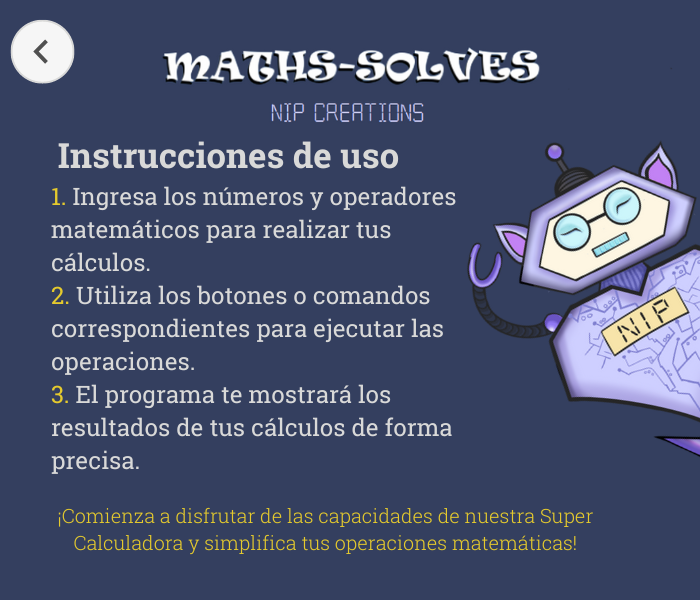 MATHS-SOLVES
NIP CREATIONS
Instrucciones de uso
1. Ingresa los números y operadores
matemáticos para realizar tus
cálculos.
2. Utiliza los botones o comandos
correspondientes para ejecutar las
operaciones.
3. El programa te mostrará los
resultados de tus cálculos de forma
precisa.
NIP
¡Comienza a disfrutar de las capacidades de nuestra Super
Calculadora y simplifica tus operaciones matemáticas!